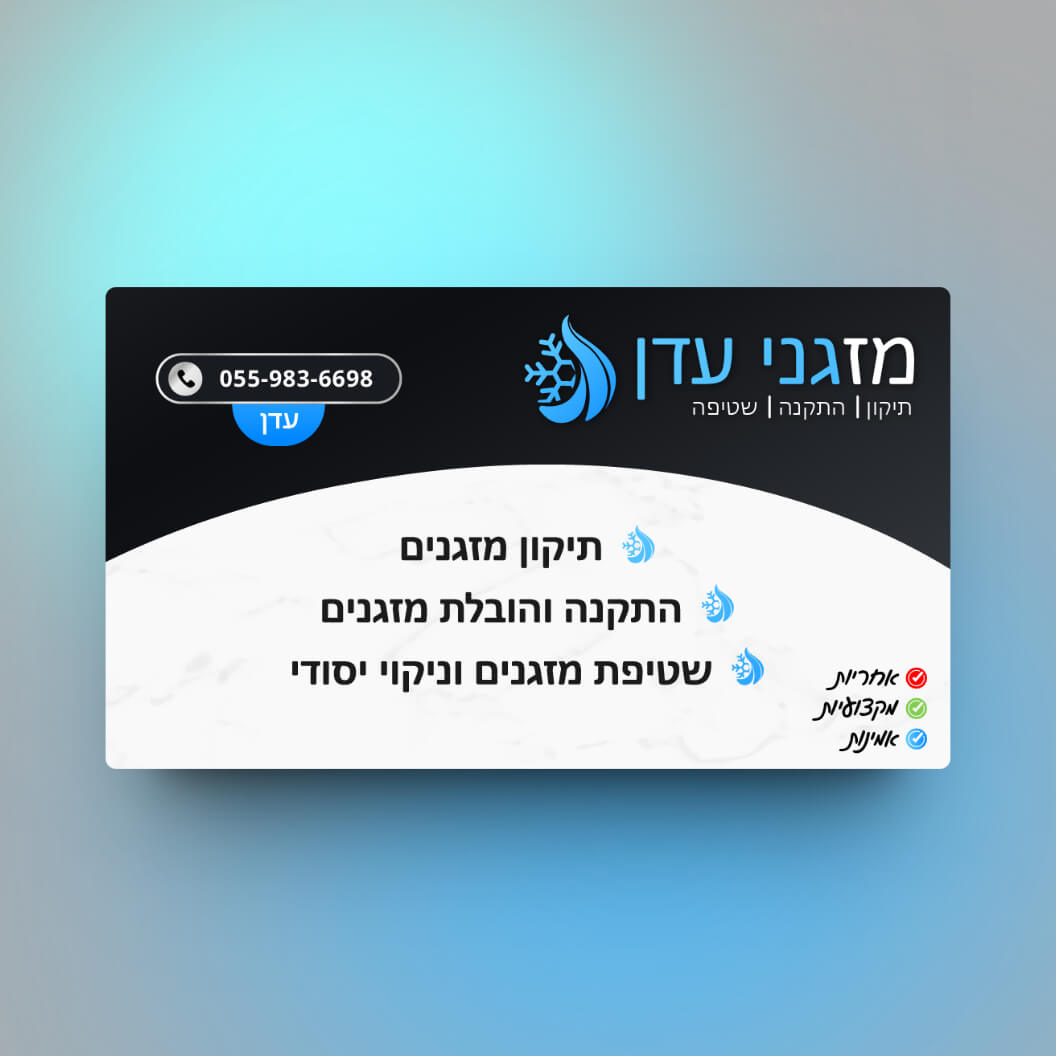 מזגני עדן
תיקון | התקנה | שטיפה
055-983-6698
עדן
תיקון מזגנים
התקנה והובלת מזגנים
שטיפת מזגנים וניקוי יסודי
אחריות
מקצועיות
אמינות